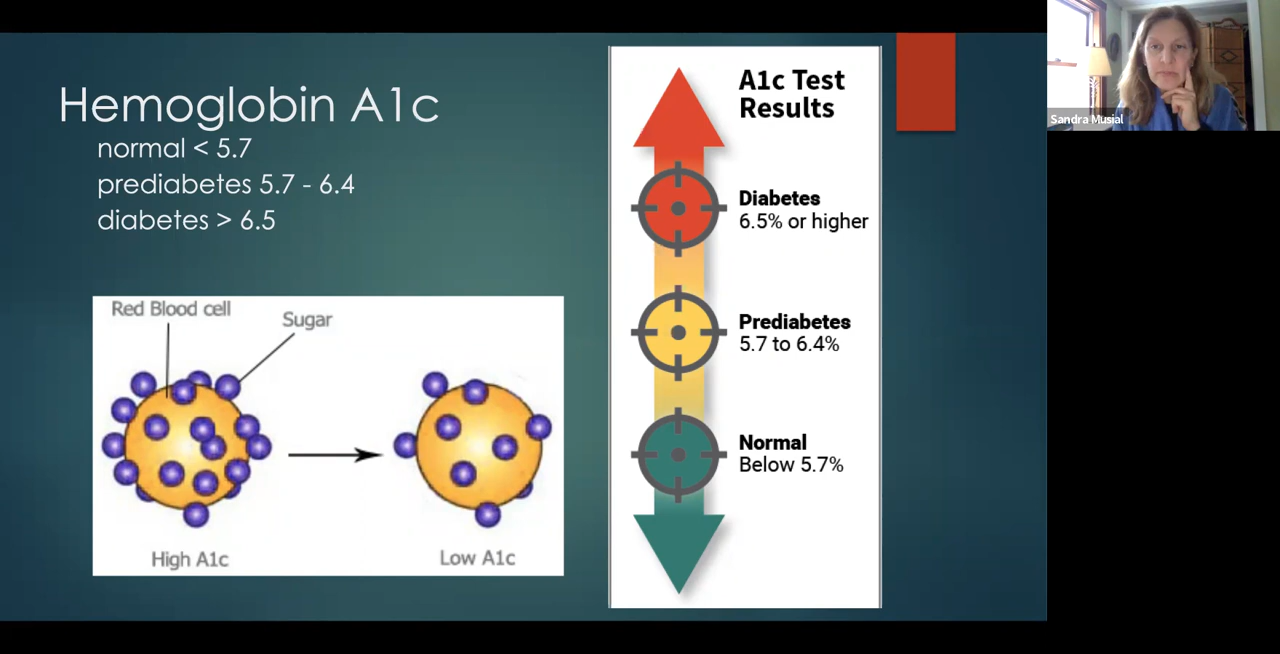 Hemoglobin A1c
normal < 5.7
prediabetes 5.7 - 6.4
diabetes > 6.5
Red Blood cell
Sugar
High A1c
Low A1c
A1c Test
Results
Diabetes
6.5% or higher
Prediabetes
5.7 to 6.4%
Normal
Below 5.7%
Sandra Musial